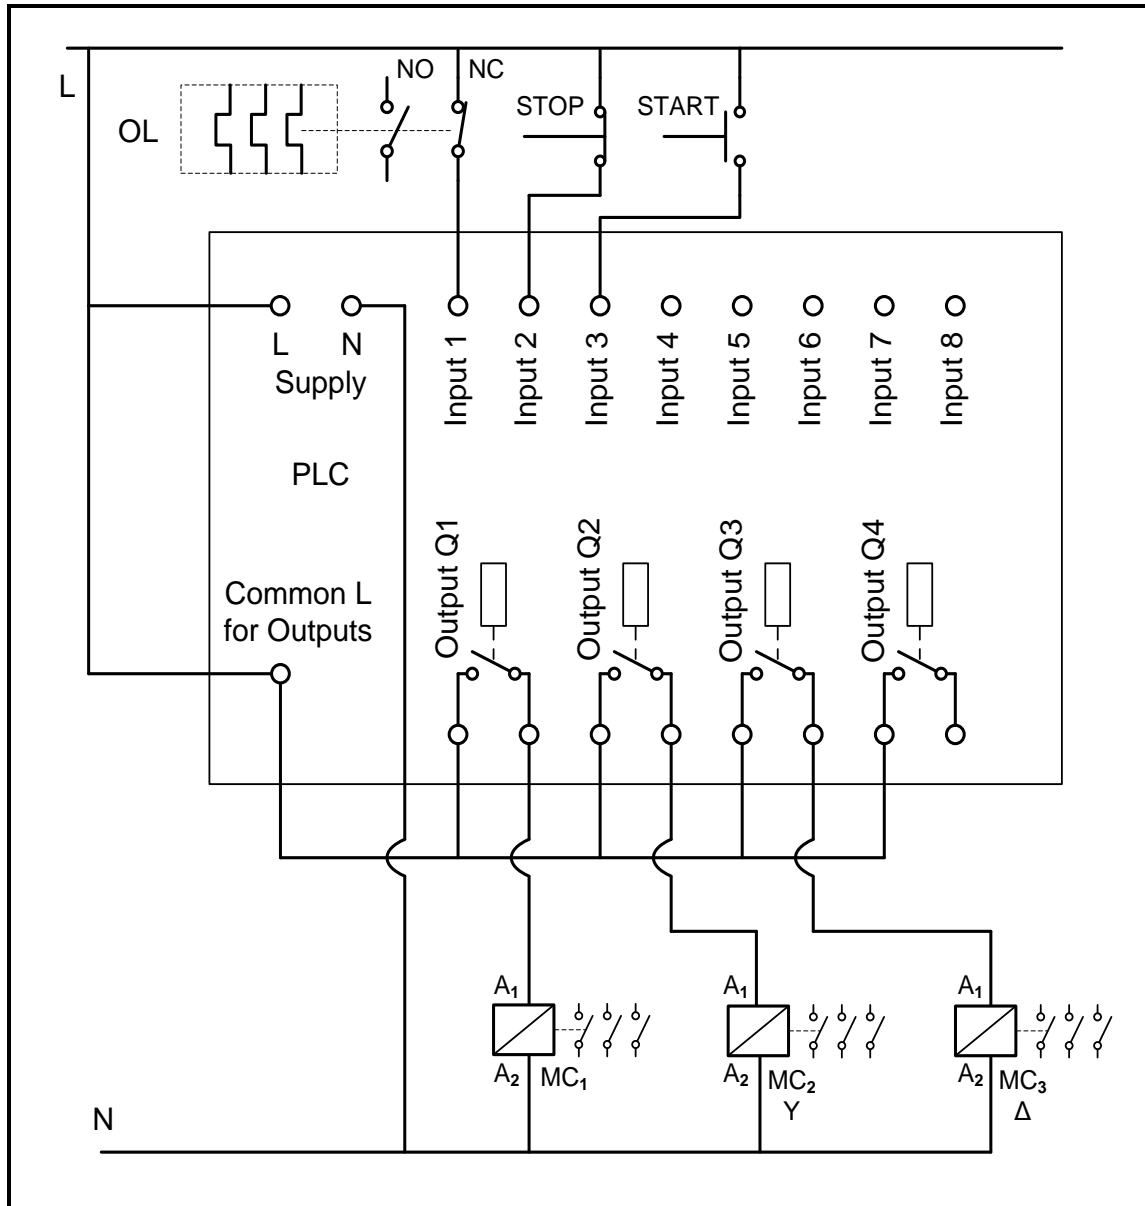 L
NO
NC
STOP
START
OL
L
N
Supply
Input 1
Input 2
Input 3
Input 4
Input 5
Input 6
Input 7
Input 8
PLC
Output Q1
Output Q2
Output Q3
Output Q4
Common L
for Outputs
A₁
A₁
A₁
A₂
MC₁
A₂
MC₂
Y
A₂
MC₃
Δ
N